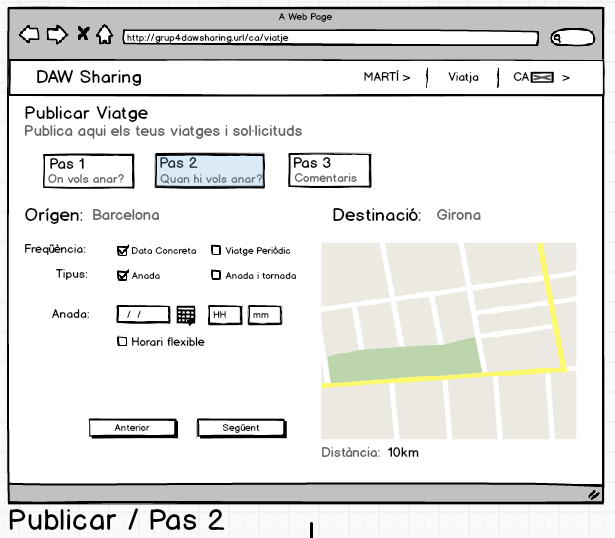 A Web Page
http://grup4dawsharing.url/ca/viatje
DAW Sharing
MARTÍ > Viatja CA >
Publicar Viatge
Publica aqui els teus viatges i sol·licituds
Pas 1
On vols anar?
Pas 2
Quan hi vols anar?
Pas 3
Comentaris
Orígen: Barcelona
Destinació: Girona
Freqüència: Data Concreta Viatge Periòdic
Tipus: Anada Anada i tornada
Anada: / / HH mm
Horari flexible
Anterior Següent
Distància: 10km
Publicar / Pas 2